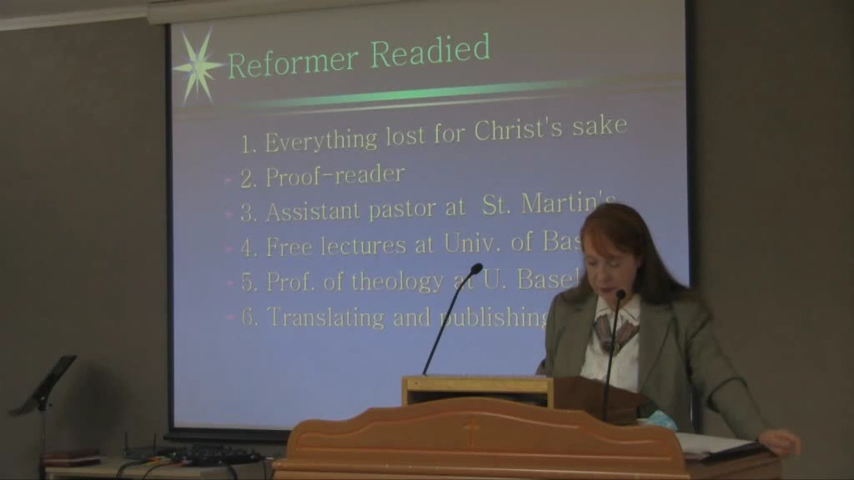 Reformer Readied
1. Everything lost for Christ's sake
2. Proof-reader
3. Assistant pastor at St. Martin's
4. Free lectures at Univ. of
5. Prof. of theology at U. Basel
6. Translating and publishing